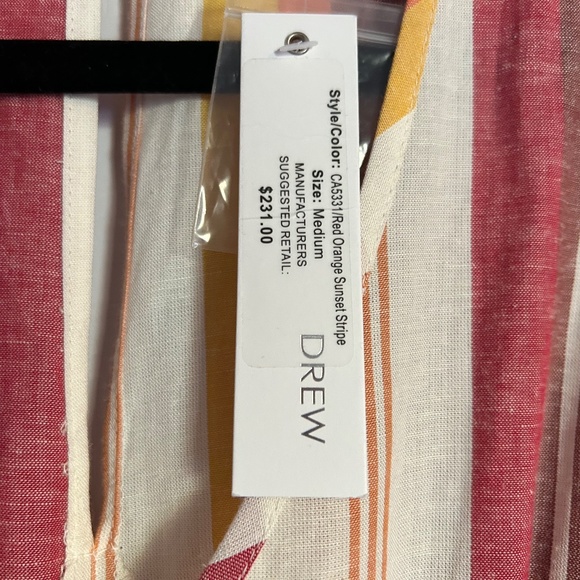 Style/Color: CA5331/Red Orange Sunset Stripe
Size: Medium
MANUFACTURERS
SUGGESTED RETAIL:
$231.00
DREW